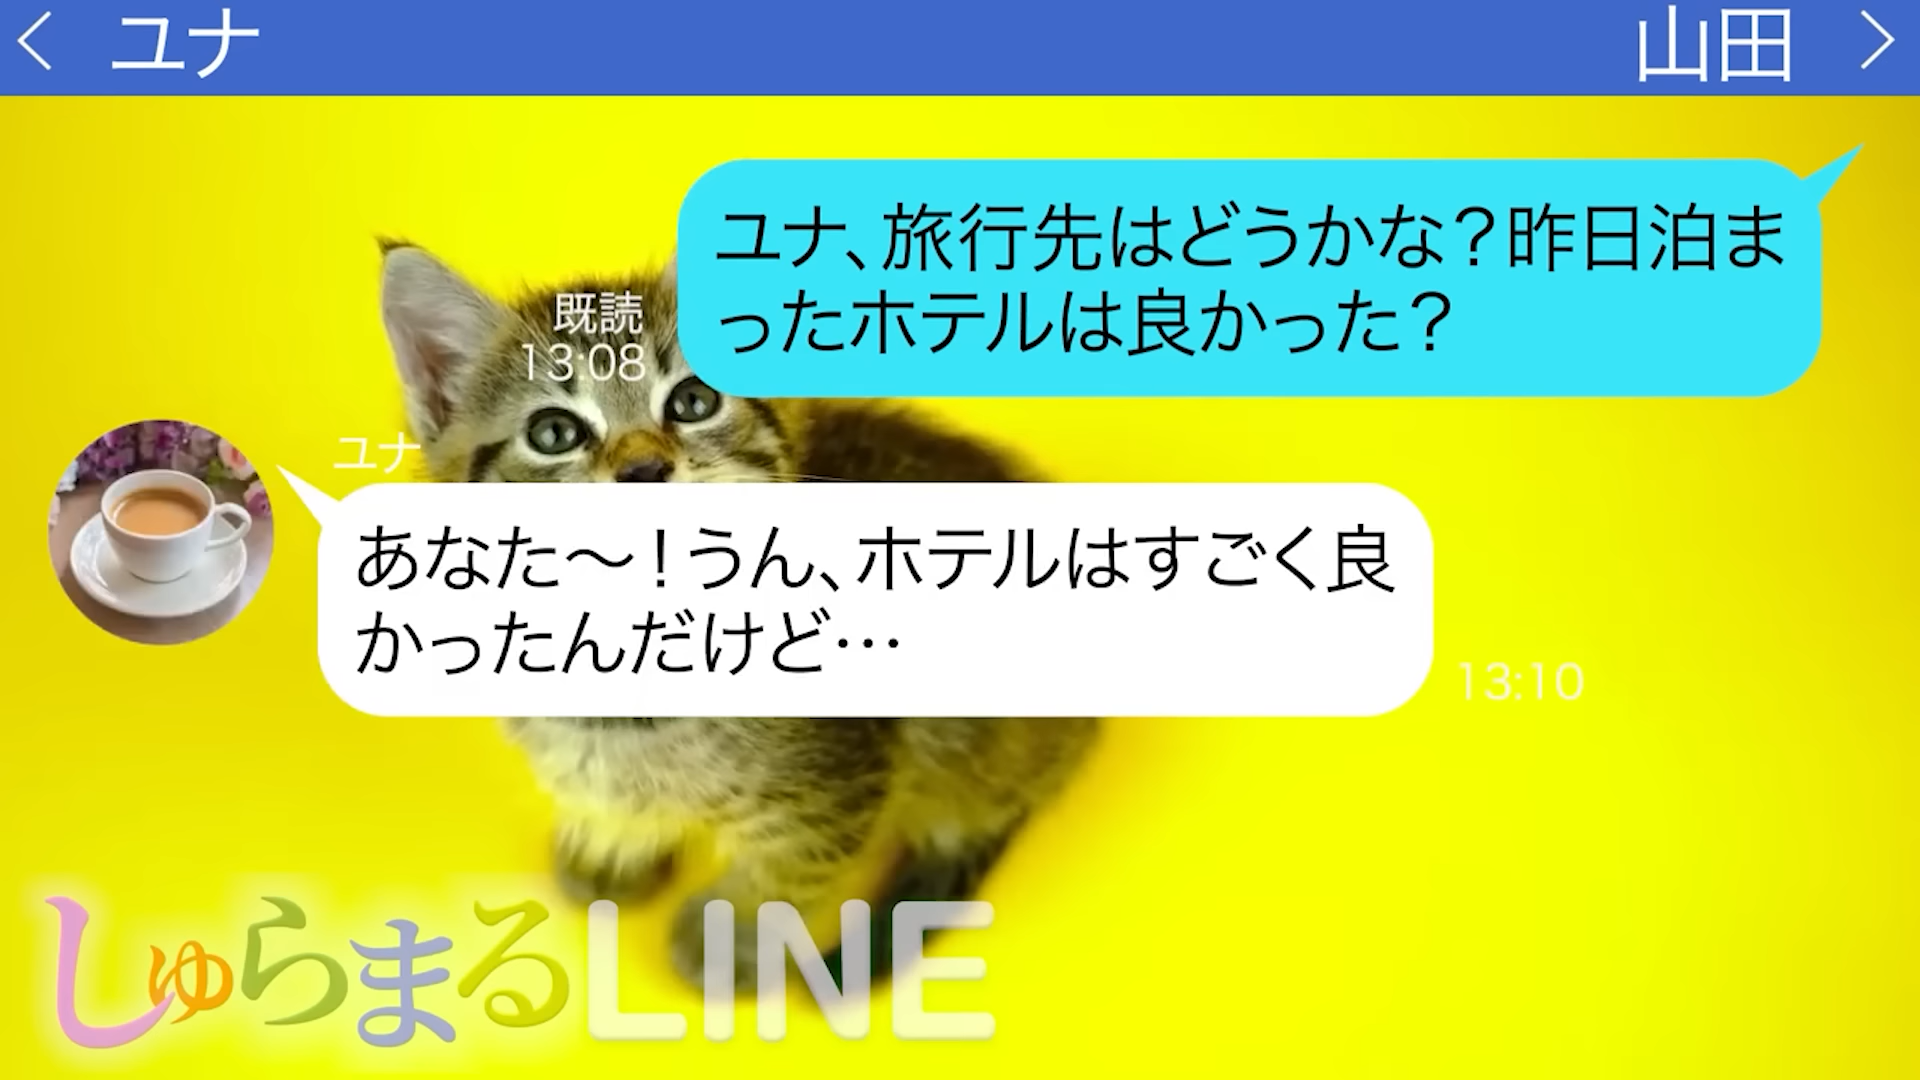 ユナ
山田
ユナ、旅行先はどうかな？昨日泊ま
ったホテルは良かった？
既読
13:08
ユナ
あなた～！うん、ホテルはすごく良
かったんだけど…
13:10
しゅらまるLINE